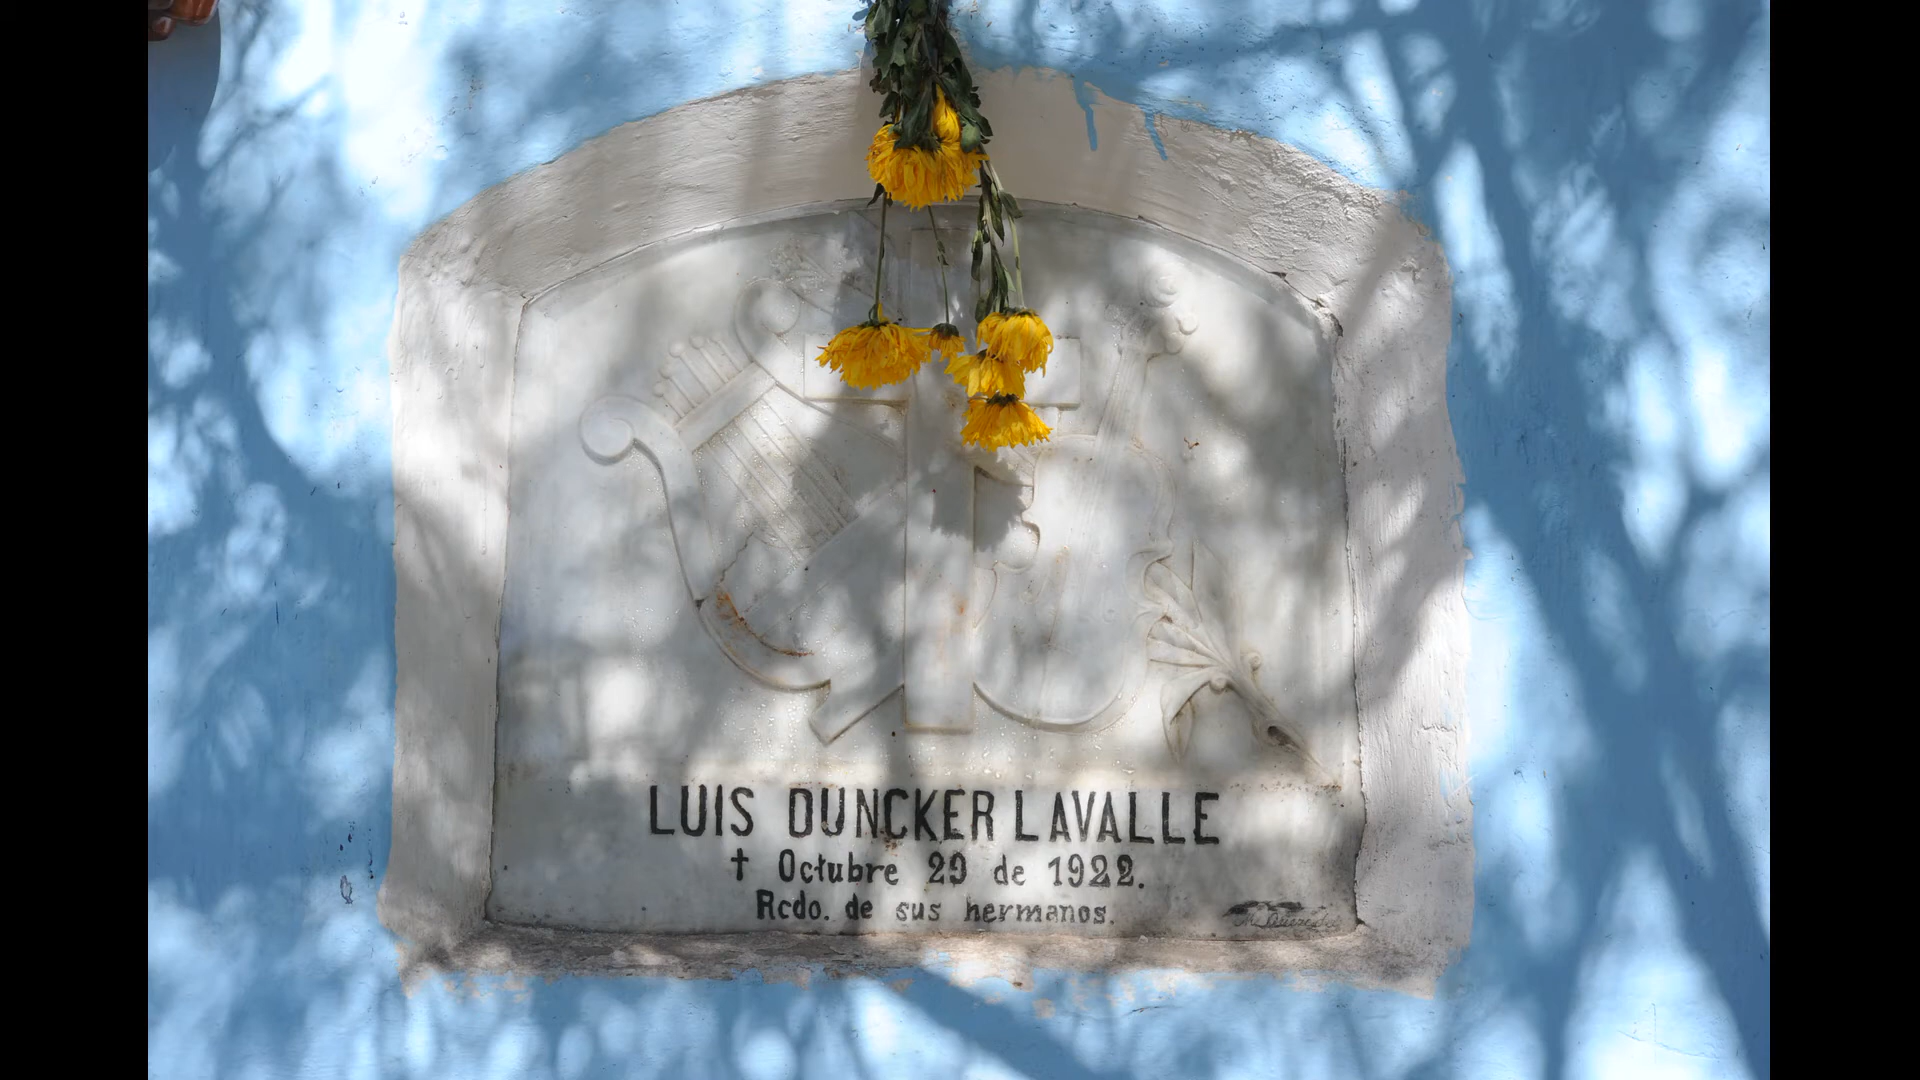 LUIS DUNCKER LAVALLE
† Octubre 29 de 1922.
Rcdo. de sus hermanos.